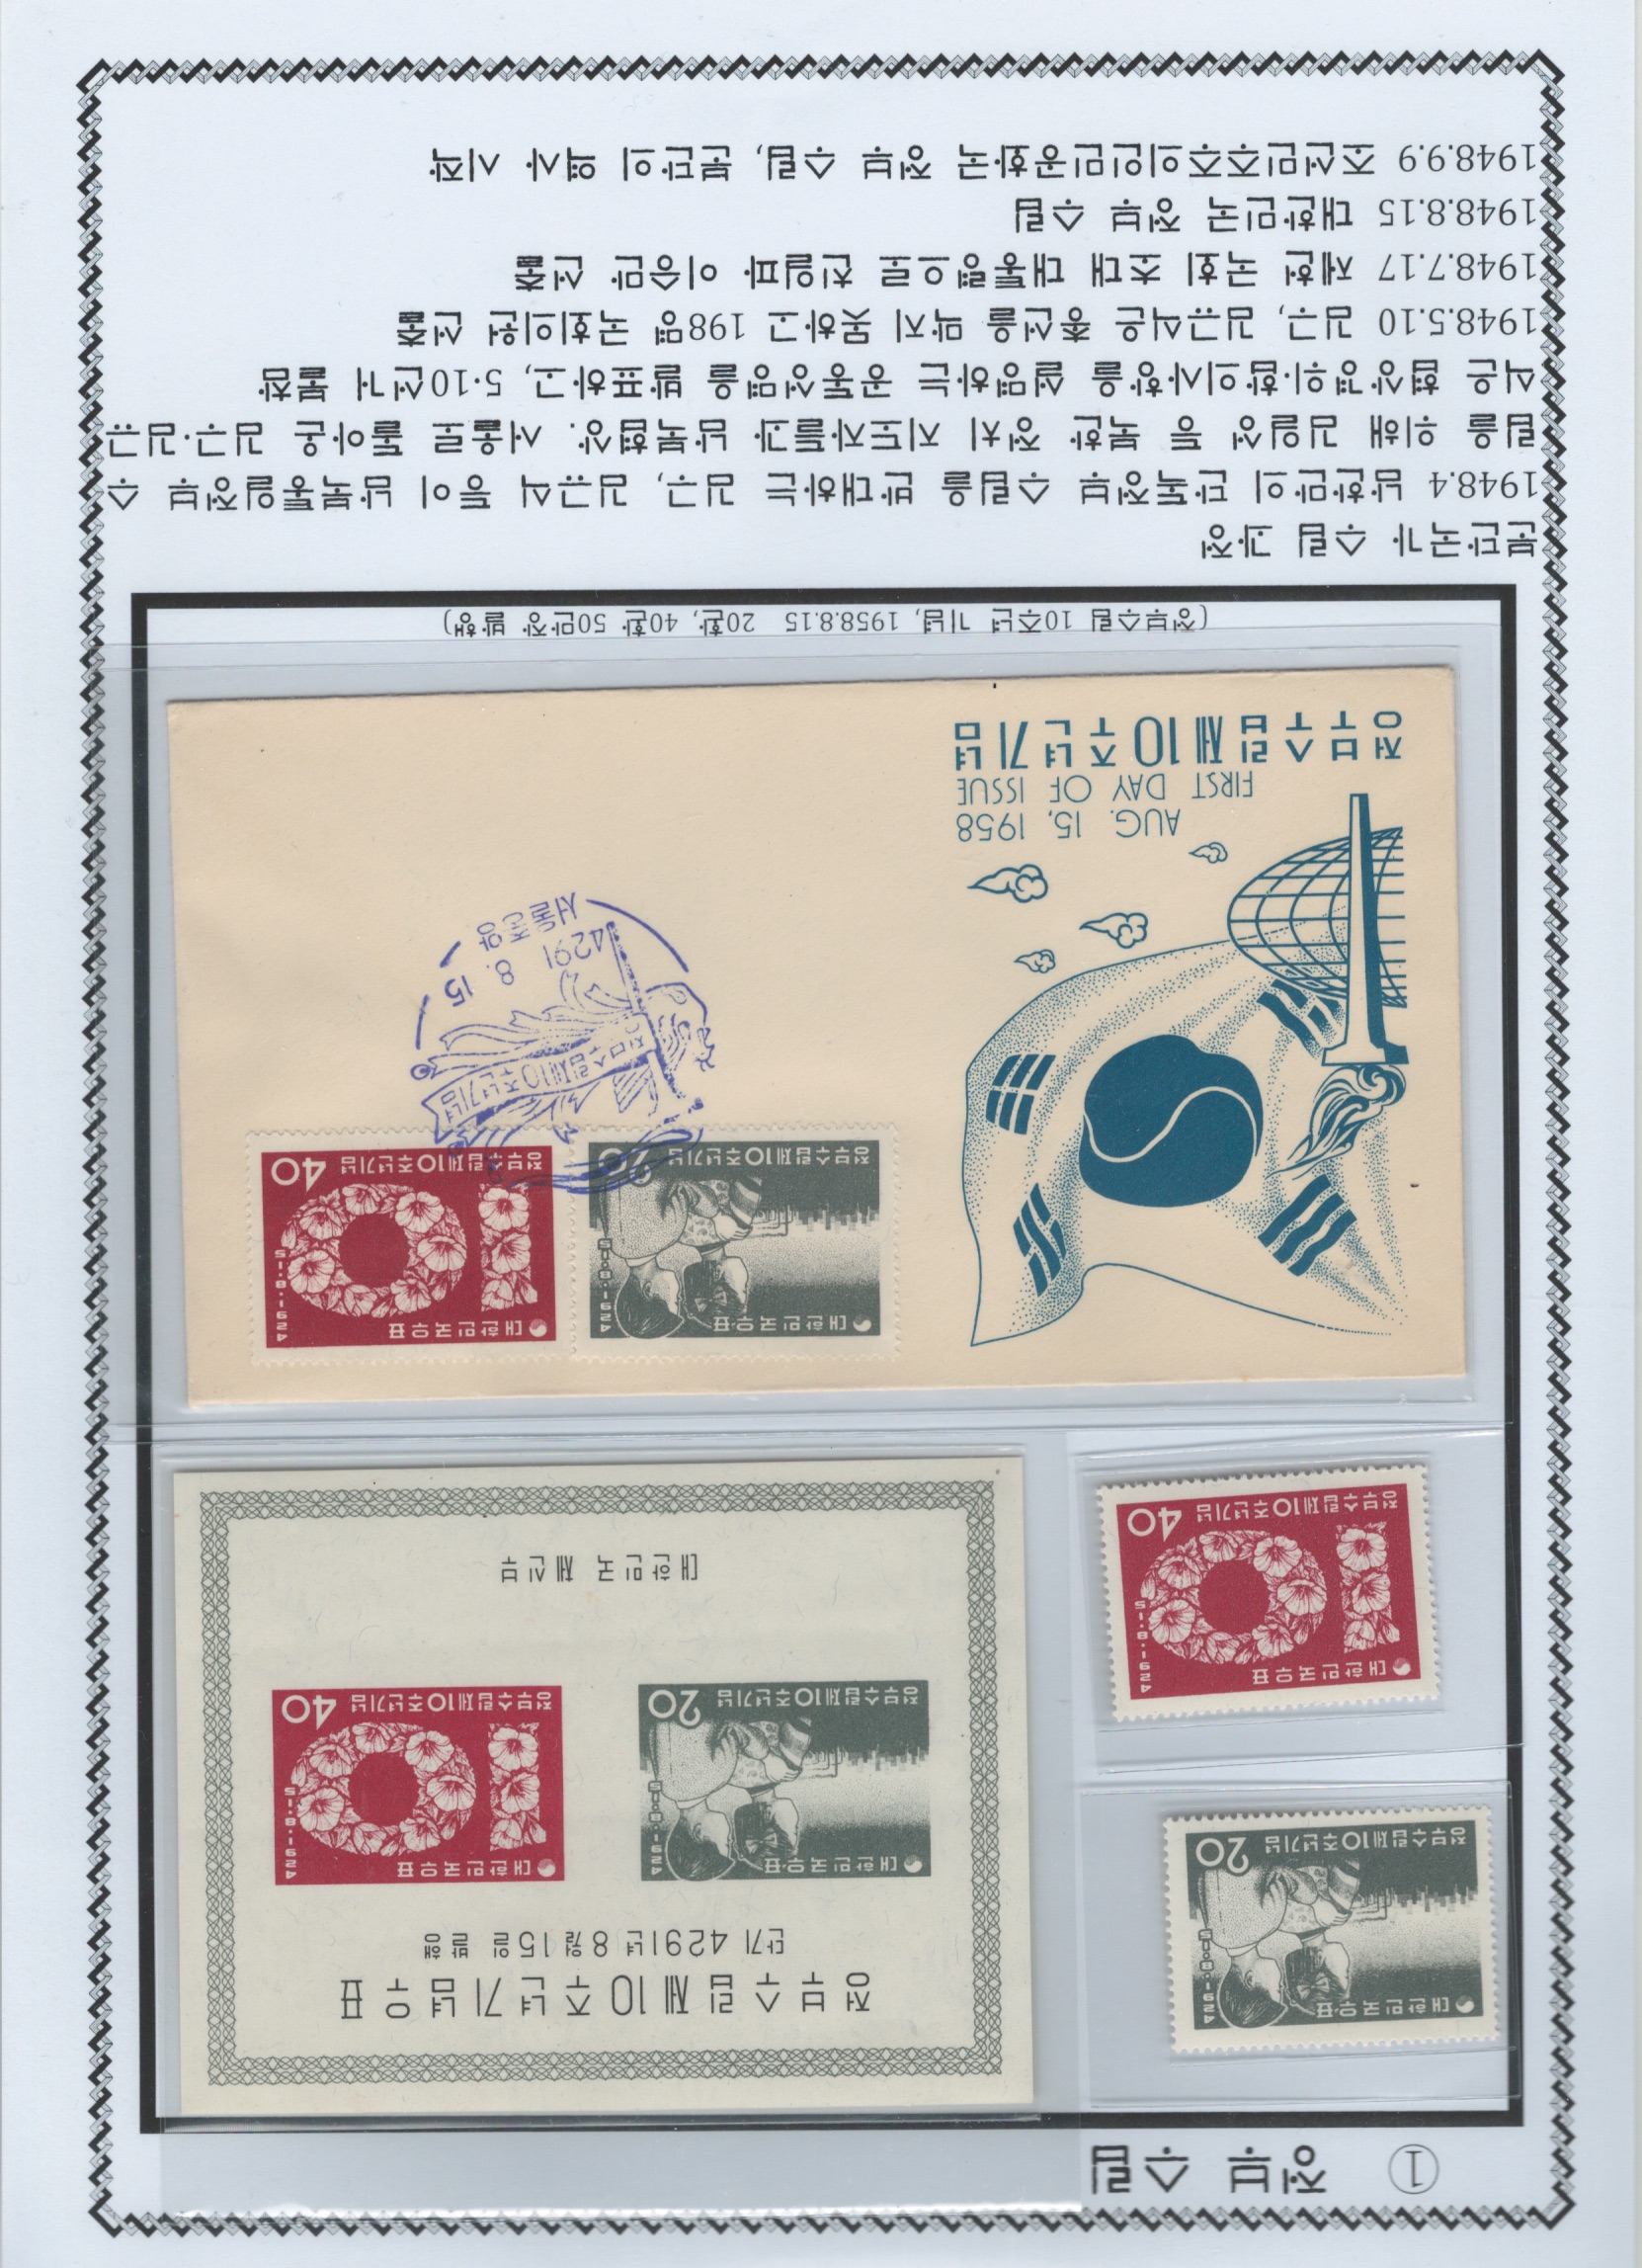 ① 정부 수립
대한민국우표
4291·8·15
정부수립제10주년기념 20
대한민국우표
4291·8·15
정부수립제10주년기념 40
정부수립제10주년기념우표
단기 4291년 8월 15일 발행
대한민국우표
4291·8·15
정부수립제10주년기념 20
대한민국우표
4291·8·15
정부수립제10주년기념 40
대한민국 체신부
대한민국우표
4291·8·15
정부수립제10주년기념 20
대한민국우표
4291·8·15
정부수립제10주년기념 40
정부수립제10주년기념
4291 8. 15
서울중앙
AUG. 15, 1958
FIRST DAY OF ISSUE
정부수립제10주년기념
(정부수립 10주년 기념, 1958.8.15 20환, 40환 50만장 발행)
분단국가 수립 과정
1948.4 남한만의 단독정부 수립을 반대하는 김구, 김규식 등이 남북통일정부 수
립을 위해 김일성 등 북한 정치 지도자들과 남북협상. 서울로 돌아온 김구·김규
식은 협상경위·합의사항을 설명하는 공동성명을 발표하고, 5·10선거 불참
1948.5.10 김구, 김규식은 총선을 막지 못하고 198명 국회의원 선출
1948.7.17 제헌 국회 초대 대통령으로 친일파 이승만 선출
1948.8.15 대한민국 정부 수립
1948.9.9 조선민주주의인민공화국 정부 수립, 분단의 역사 시작